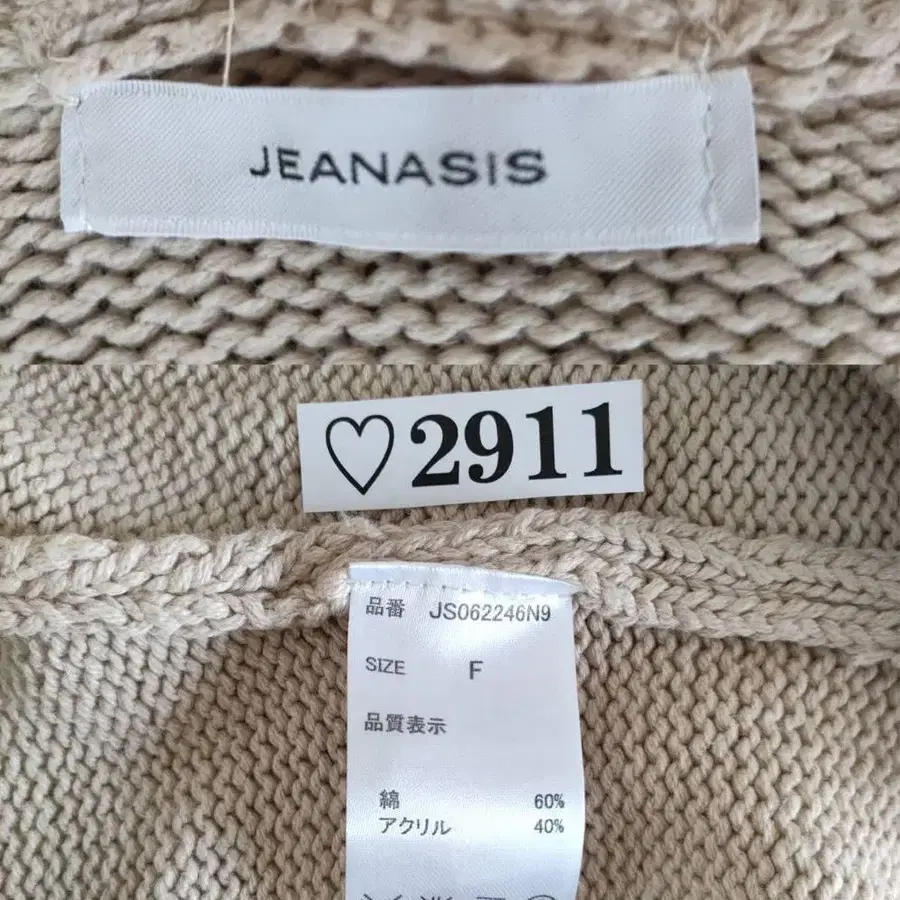 JEANASIS
♡2911
品番 JS062246N9
SIZE F
品質表示
綿 60%
アクリル 40%